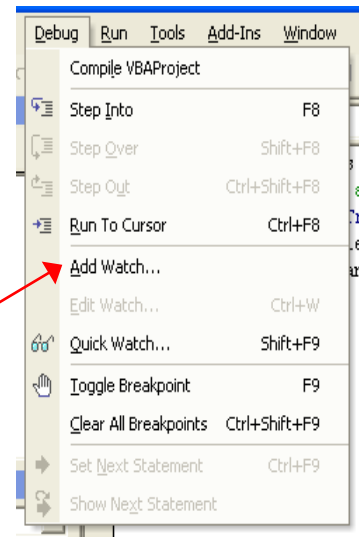 Debug Run Tools Add-Ins Window
Compile VBAProject
Step Into F8
Step Over Shift+F8
Step Out Ctrl+Shift+F8
Run To Cursor Ctrl+F8
Add Watch...
Edit Watch... Ctrl+W
Quick Watch... Shift+F9
Toggle Breakpoint F9
Clear All Breakpoints Ctrl+Shift+F9
Set Next Statement Ctrl+F9
Show Next Statement